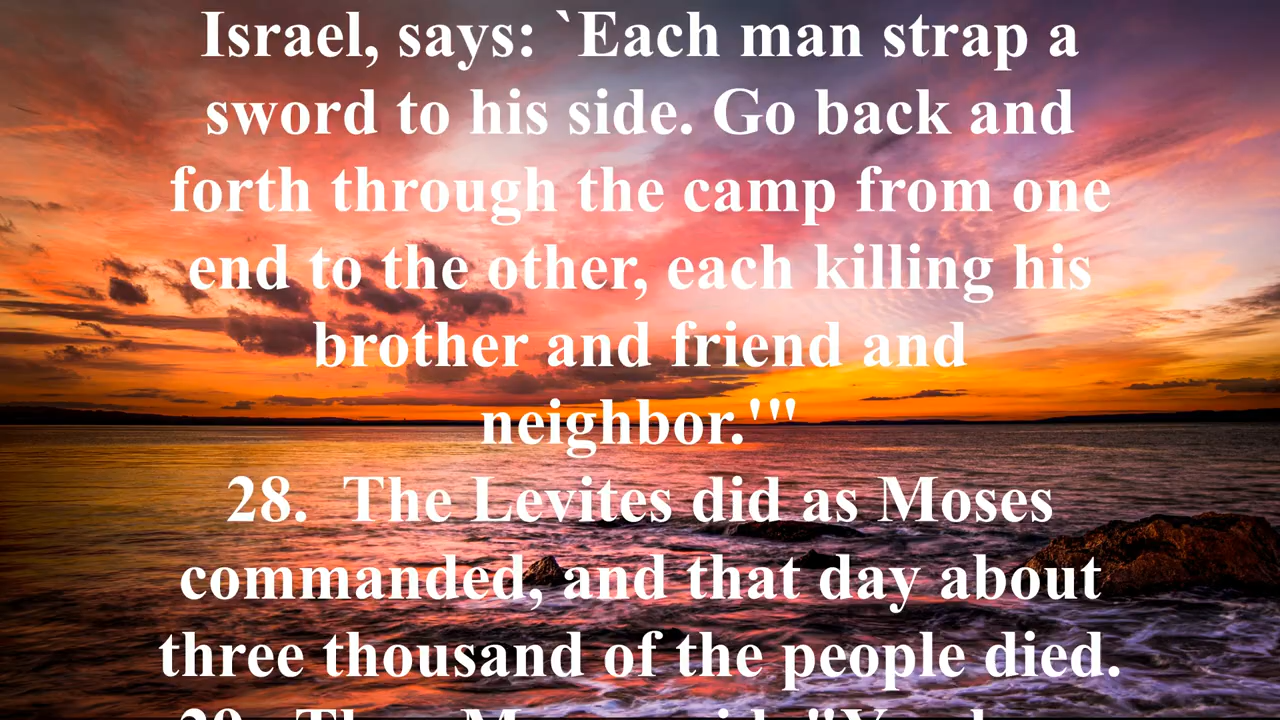 Israel, says: `Each man strap a
sword to his side. Go back and
forth through the camp from one
end to the other, each killing his
brother and friend and
neighbor.'"
28.  The Levites did as Moses
commanded, and that day about
three thousand of the people died.